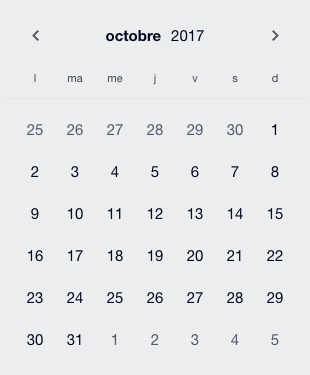 octobre 2017
l ma me j v s d
25 26 27 28 29 30 1
2 3 4 5 6 7 8
9 10 11 12 13 14 15
16 17 18 19 20 21 22
23 24 25 26 27 28 29
30 31 1 2 3 4 5